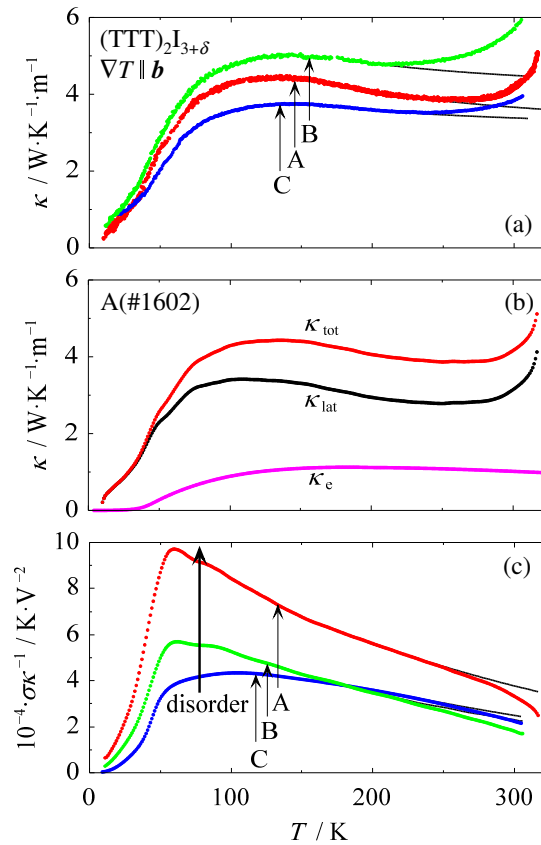 6
(TTT)₂I₃₊δ
∇T ∥ b
4
2
0
κ / W·K⁻¹·m⁻¹
B
A
C
(a)
6
A(#1602)
(b)
κtot
4
κlat
2
κe
0
κ / W·K⁻¹·m⁻¹
10
(c)
8
6
4
2
0
10⁻⁴·σκ⁻¹ / K·V⁻²
disorder
A
B
C
0 100 200 300
T / K